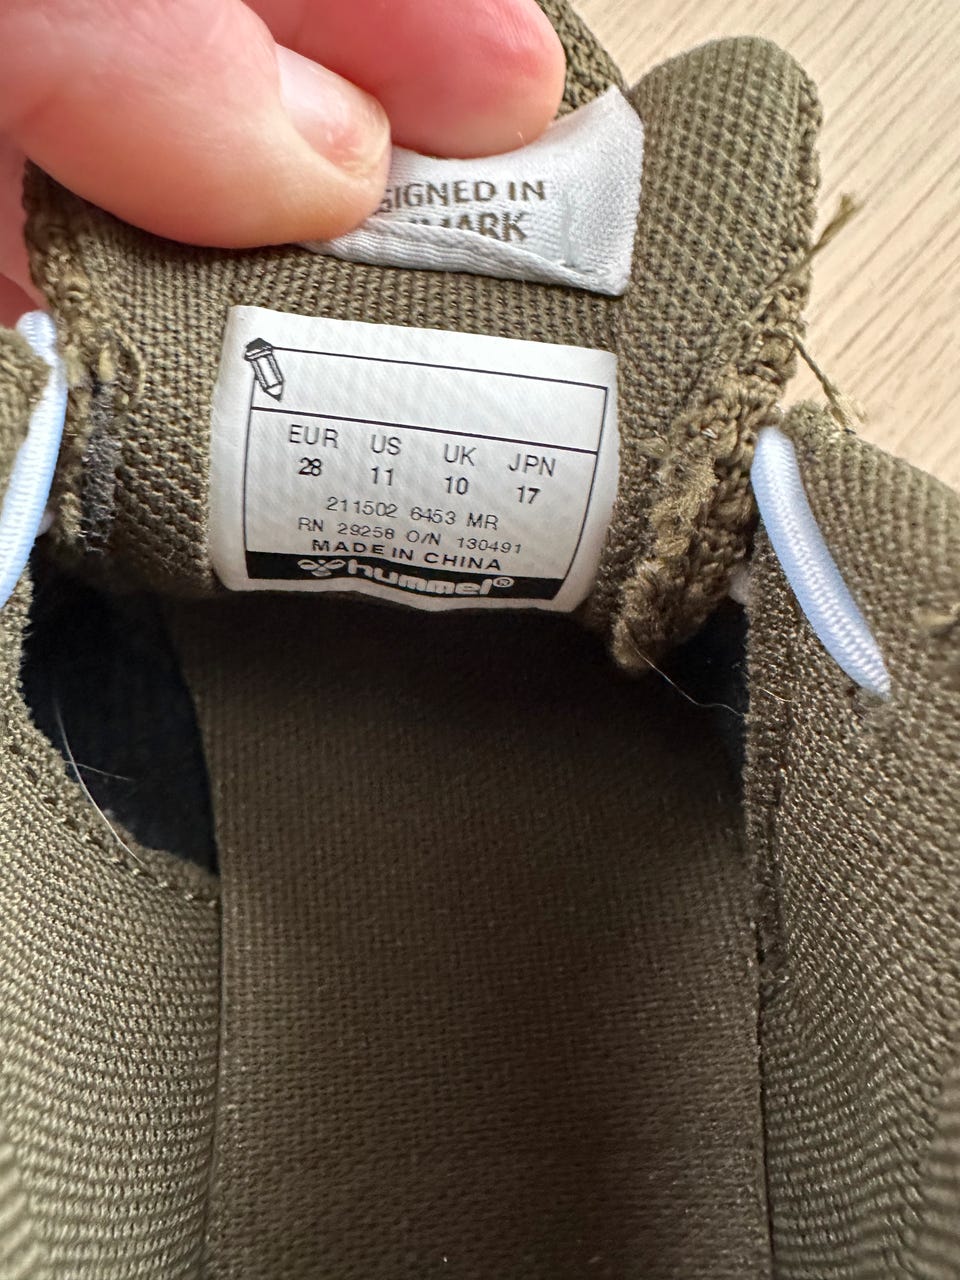 SIGNED IN
MARK
EUR US UK JPN
28 11 10 17
211502 6453 MR
RN 29258 O/N 130491
MADE IN CHINA
hummel®